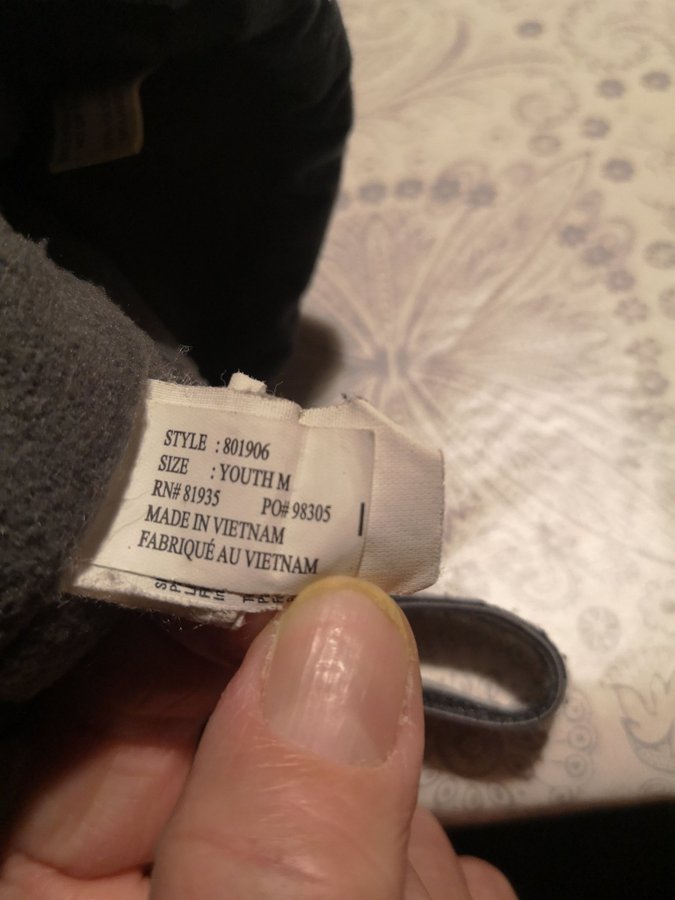 STYLE : 801906
SIZE : YOUTH M
RN# 81935 PO# 98305
MADE IN VIETNAM
FABRIQUÉ AU VIETNAM